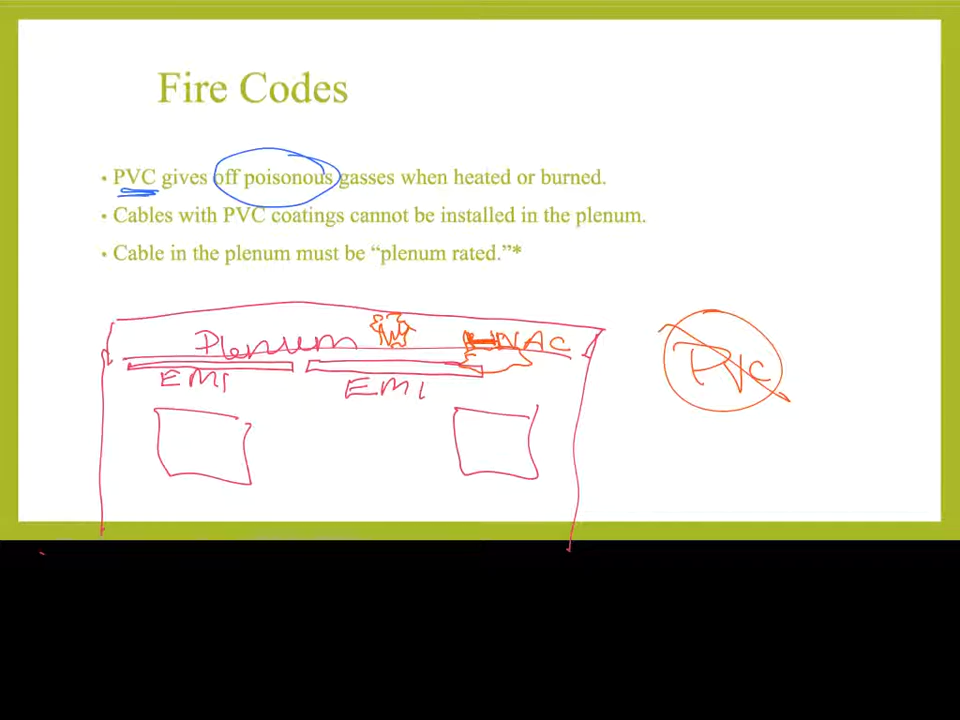 Fire Codes
• PVC gives off poisonous gasses when heated or burned.
• Cables with PVC coatings cannot be installed in the plenum.
• Cable in the plenum must be “plenum rated.”*
Plenum HVAC
EMI EMI
PVC